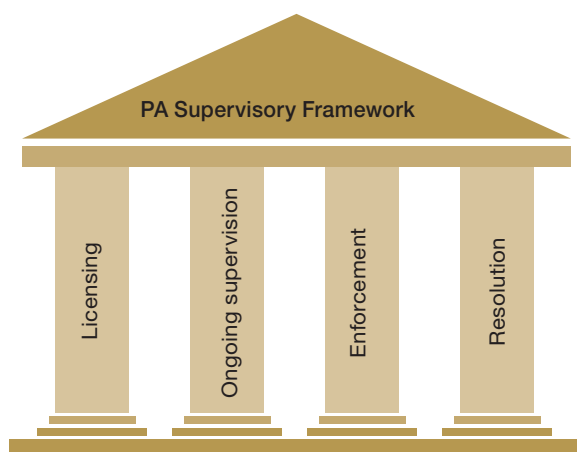 PA Supervisory Framework
Licensing
Ongoing supervision
Enforcement
Resolution